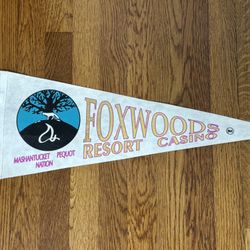 FOXWOODS
RESORT CASINO
MASHANTUCKET PEQUOT
NATION